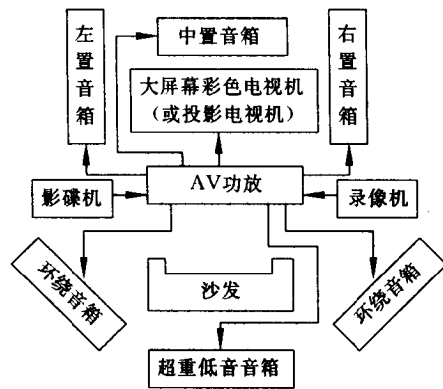 左置音箱
中置音箱
右置音箱
大屏幕彩色电视机
（或投影电视机）
影碟机
AV功放
录像机
环绕音箱
沙发
环绕音箱
超重低音音箱